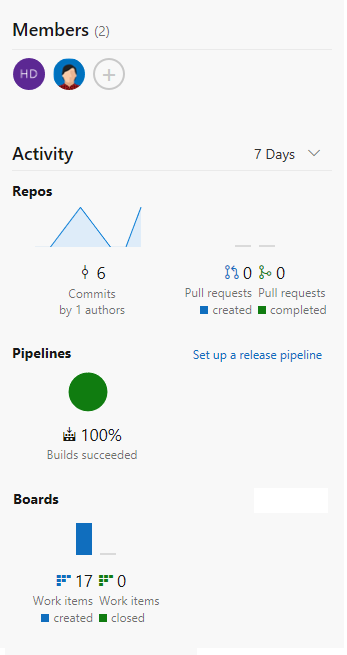 Members (2)
HD
Activity 7 Days
Repos
6 0 0
Commits Pull requests Pull requests
by 1 authors created completed
Pipelines Set up a release pipeline
100%
Builds succeeded
Boards
17 0
Work items Work items
created closed